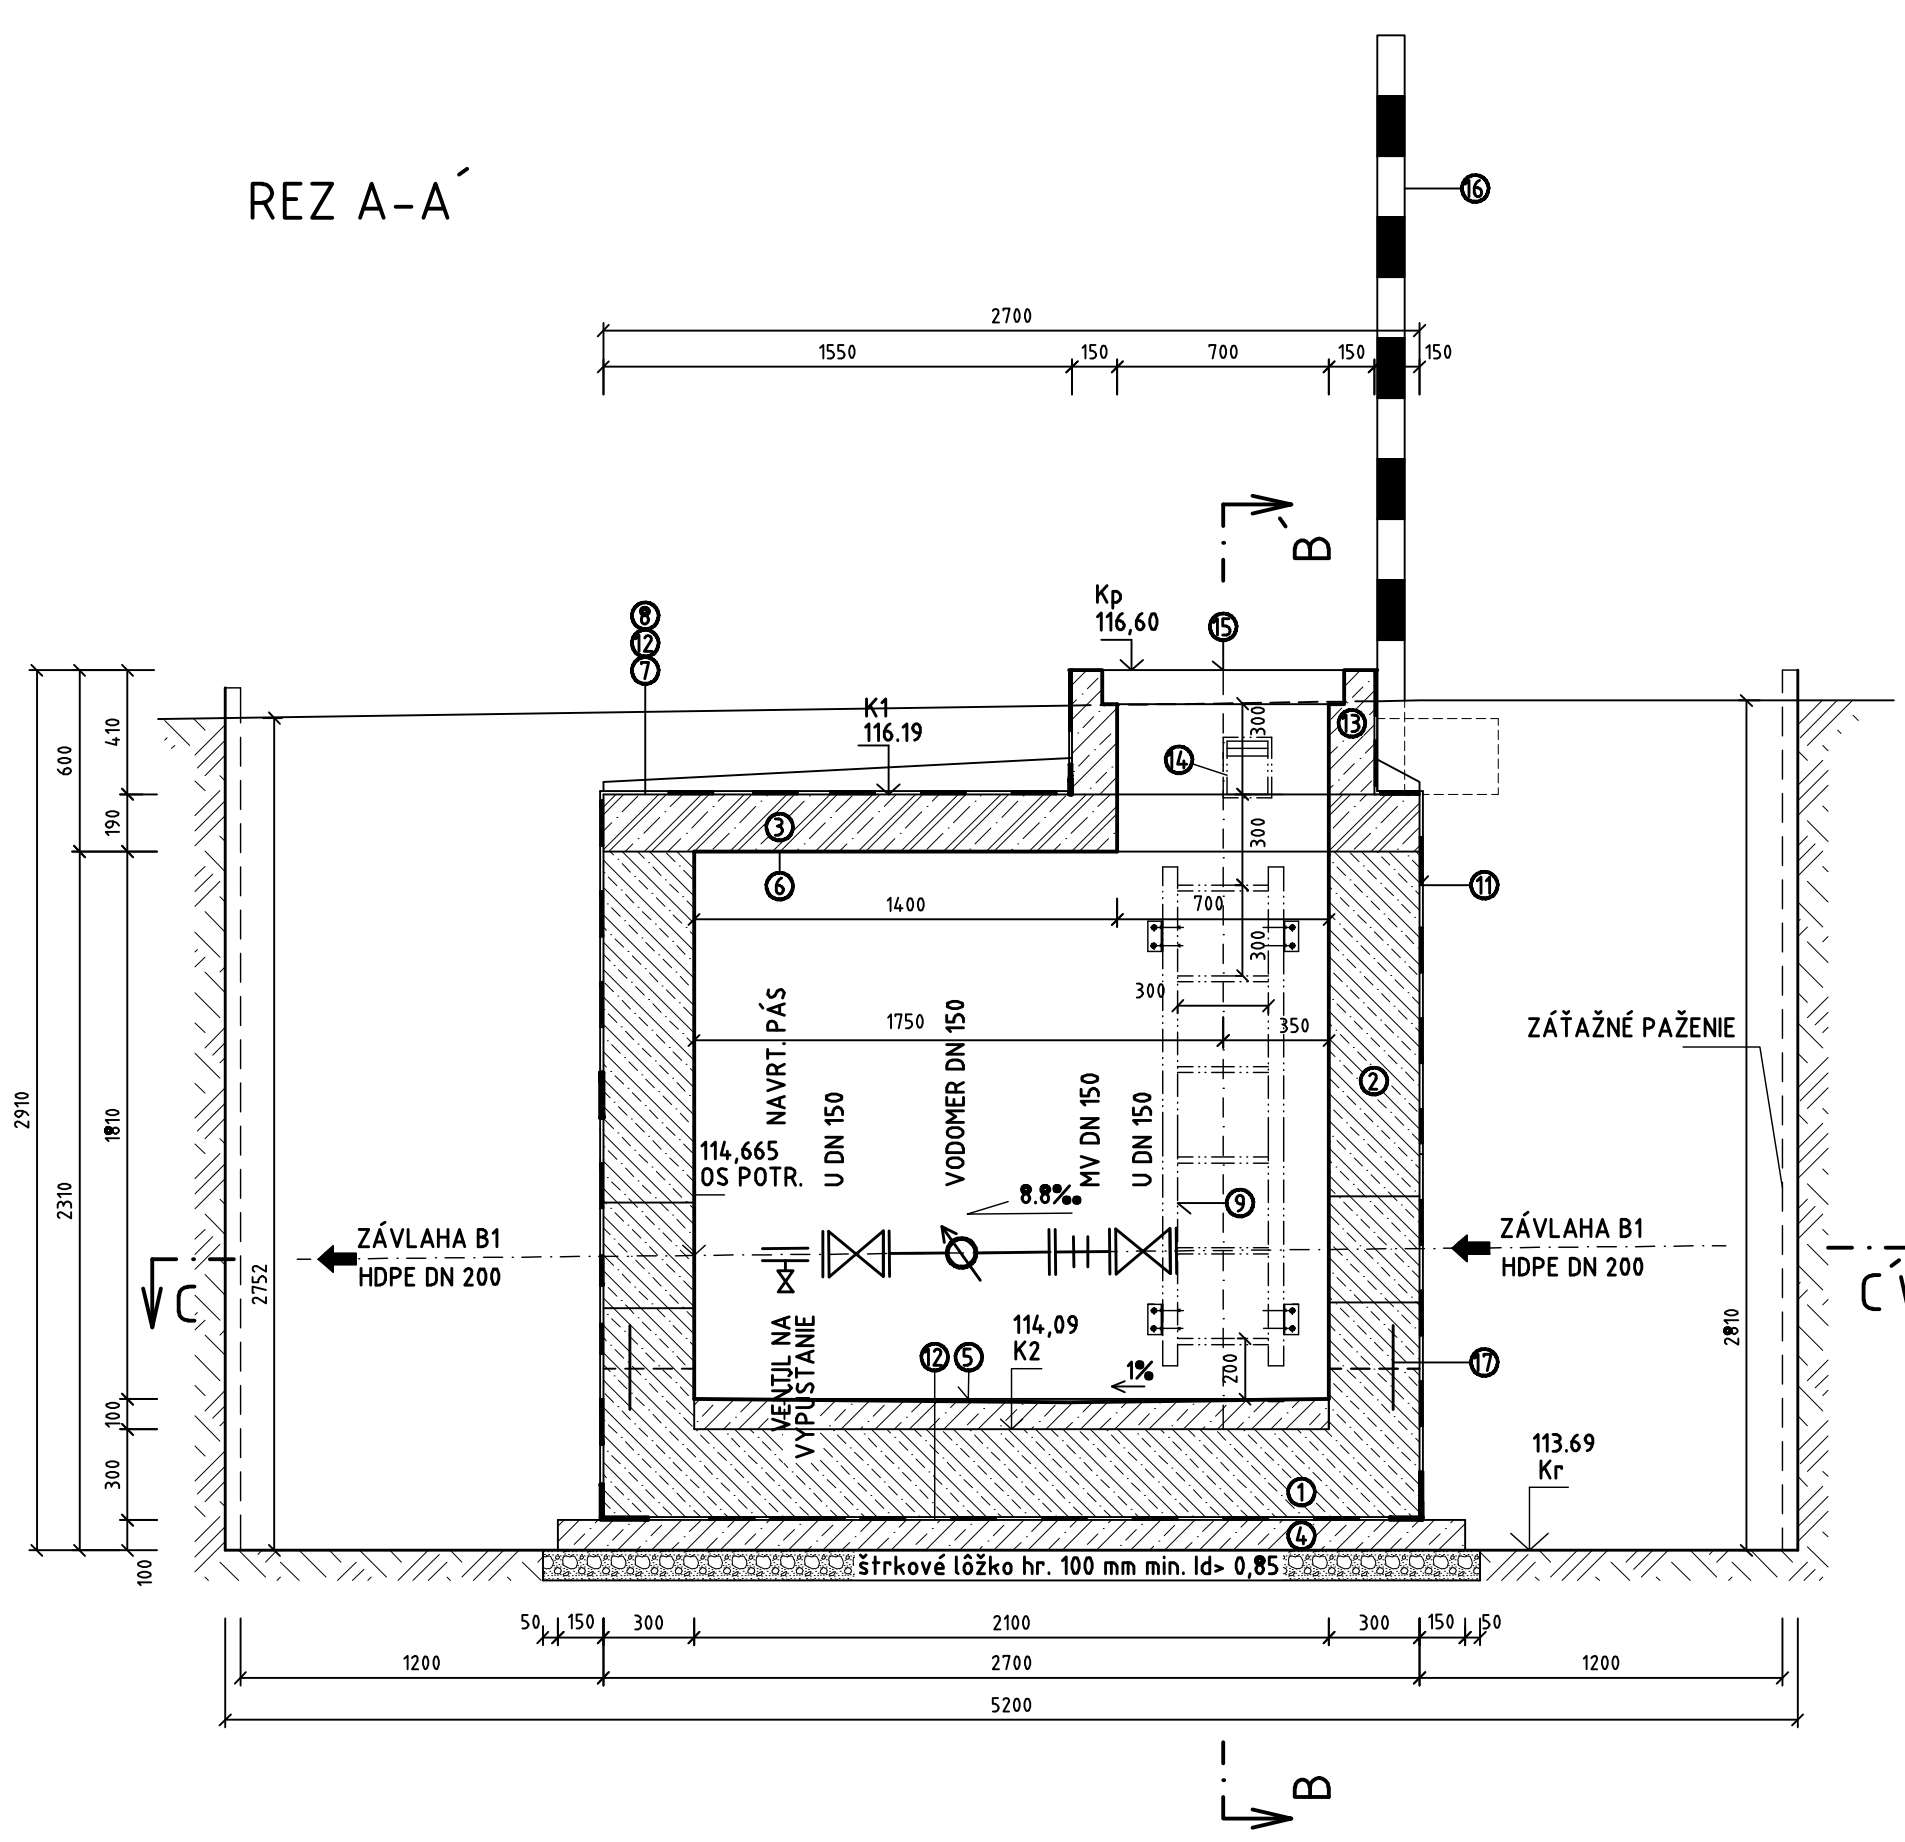 REZ A-A´
16
2700
1550
150
700
150
150
B´
Kp
116,60
15
8
12
7
K1
116.19
300
13
14
410
600
190
3
300
6
11
1400
700
300
300
1750
350
NAVRT. PÁS
U DN 150
VODOMER DN 150
MV DN 150
U DN 150
ZÁŤAŽNÉ PAŽENIE
2
2910
1810
2310
114,665
OS POTR.
8.8‰
9
ZÁVLAHA B1
HDPE DN 200
ZÁVLAHA B1
HDPE DN 200
C
C´
2752
2810
VENTIL NA
VYPUSTANIE
114,09
K2
12
5
1%
200
17
100
300
100
113.69
Kr
1
4
štrkové lôžko hr. 100 mm min. Id> 0,85
50
150
300
2100
300
150
50
1200
2700
1200
5200
B